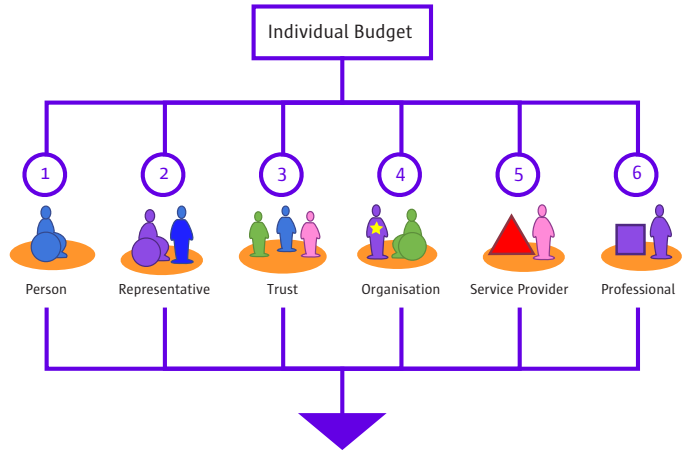 Individual Budget
1 2 3 4 5 6
Person Representative Trust Organisation Service Provider Professional